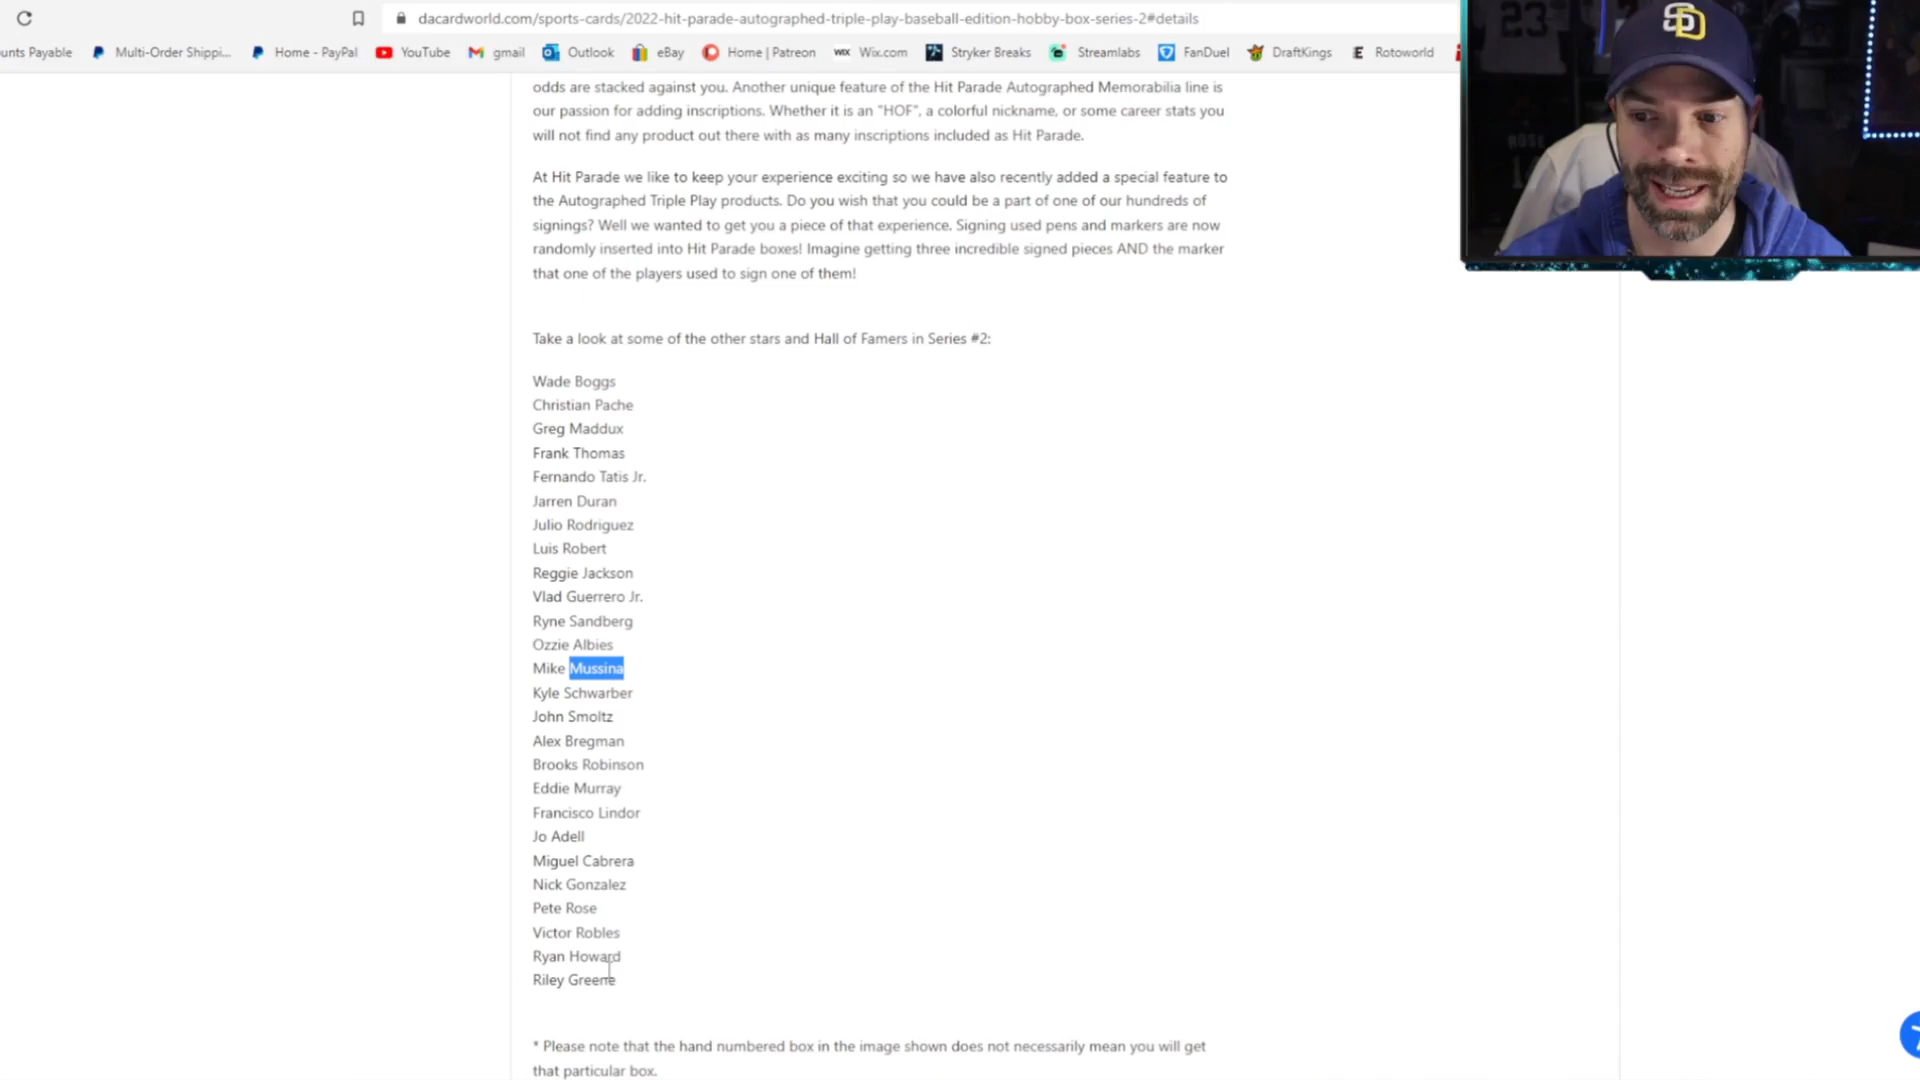 dacardworld.com/sports-cards/2022-hit-parade-autographed-triple-play-baseball-edition-hobby-box-series-2#details
unts Payable Multi-Order Shippi... Home - PayPal YouTube gmail Outlook eBay Home | Patreon WIX Wix.com Stryker Breaks Streamlabs FanDuel DraftKings E Rotoworld
SD
23
odds are stacked against you. Another unique feature of the Hit Parade Autographed Memorabilia line is
our passion for adding inscriptions. Whether it is an "HOF", a colorful nickname, or some career stats you
will not find any product out there with as many inscriptions included as Hit Parade.
At Hit Parade we like to keep your experience exciting so we have also recently added a special feature to
the Autographed Triple Play products. Do you wish that you could be a part of one of our hundreds of
signings? Well we wanted to get you a piece of that experience. Signing used pens and markers are now
randomly inserted into Hit Parade boxes! Imagine getting three incredible signed pieces AND the marker
that one of the players used to sign one of them!
Take a look at some of the other stars and Hall of Famers in Series #2:
Wade Boggs
Christian Pache
Greg Maddux
Frank Thomas
Fernando Tatis Jr.
Jarren Duran
Julio Rodriguez
Luis Robert
Reggie Jackson
Vlad Guerrero Jr.
Ryne Sandberg
Ozzie Albies
Mike Mussina
Kyle Schwarber
John Smoltz
Alex Bregman
Brooks Robinson
Eddie Murray
Francisco Lindor
Jo Adell
Miguel Cabrera
Nick Gonzalez
Pete Rose
Victor Robles
Ryan Howard
Riley Greene
* Please note that the hand numbered box in the image shown does not necessarily mean you will get
that particular box.